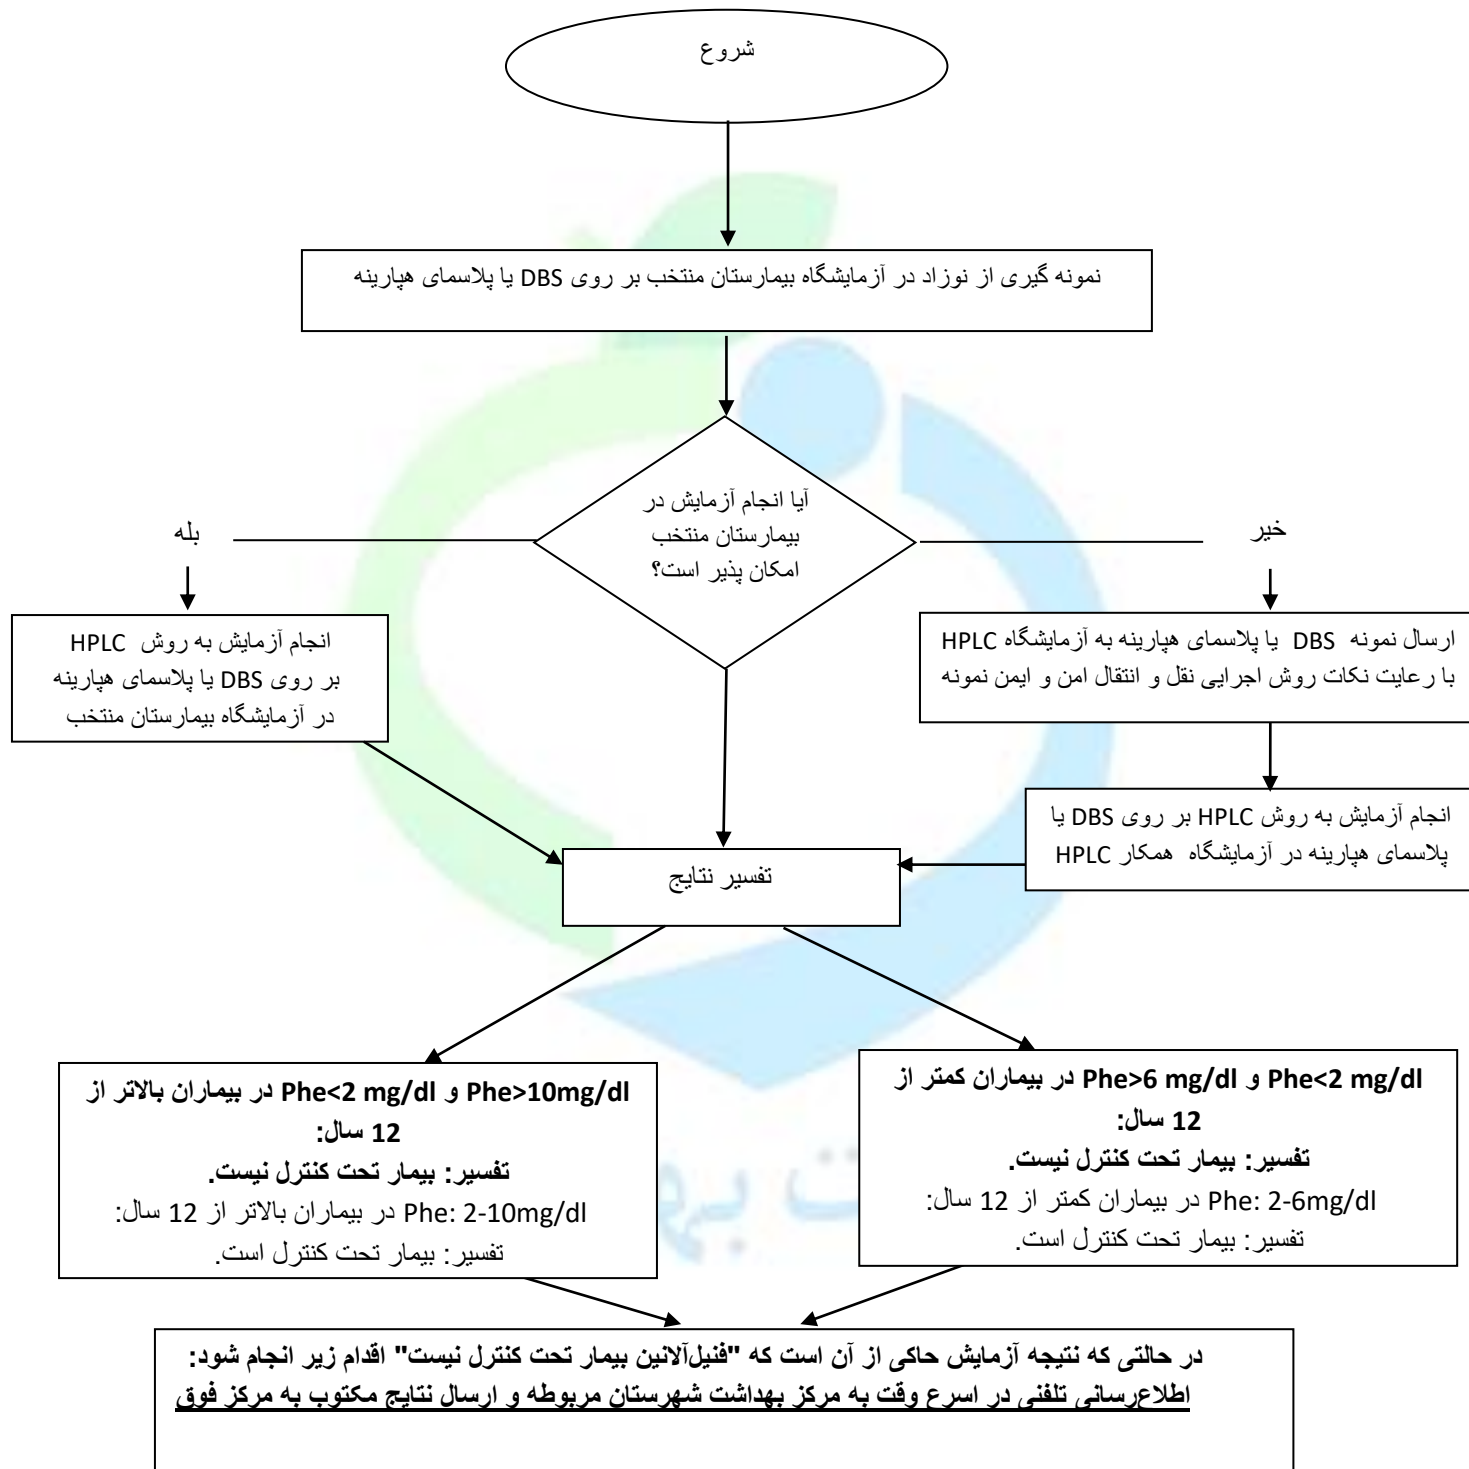 شروع
نمونه گیری از نوزاد در آزمایشگاه بیمارستان منتخب بر روی DBS یا پلاسمای هپارینه
آیا انجام آزمایش در
بیمارستان منتخب
امکان پذیر است؟
خیر
بله
ارسال نمونه DBS یا پلاسمای هپارینه به آزمایشگاه HPLC
با رعایت نکات روش اجرایی نقل و انتقال امن و ایمن نمونه
انجام آزمایش به روش HPLC
بر روی DBS یا پلاسمای هپارینه
در آزمایشگاه بیمارستان منتخب
انجام آزمایش به روش HPLC بر روی DBS یا
پلاسمای هپارینه در آزمایشگاه همکار HPLC
تفسیر نتایج
Phe<2 mg/dl و Phe>6 mg/dl در بیماران کمتر از
12 سال:
تفسیر: بیمار تحت کنترل نیست.
Phe: 2-6mg/dl در بیماران کمتر از 12 سال:
تفسیر: بیمار تحت کنترل است.
Phe>10mg/dl و Phe<2 mg/dl در بیماران بالاتر از
12 سال:
تفسیر: بیمار تحت کنترل نیست.
Phe: 2-10mg/dl در بیماران بالاتر از 12 سال:
تفسیر: بیمار تحت کنترل است.
در حالتی که نتیجه آزمایش حاکی از آن است که "فنیل‌آلانین بیمار تحت کنترل نیست" اقدام زیر انجام شود:
اطلاع‌رسانی تلفنی در اسرع وقت به مرکز بهداشت شهرستان مربوطه و ارسال نتایج مکتوب به مرکز فوق